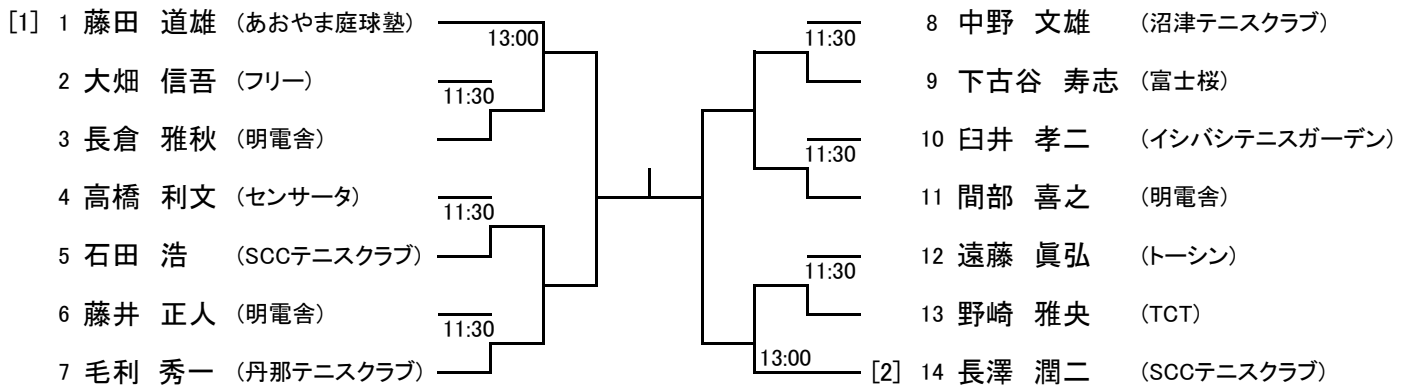 [1] 1 藤田 道雄 (あおやま庭球塾)
13:00
2 大畑 信吾 (フリー)
11:30
3 長倉 雅秋 (明電舎)
4 高橋 利文 (センサータ)
11:30
5 石田 浩 (SCCテニスクラブ)
6 藤井 正人 (明電舎)
11:30
7 毛利 秀一 (丹那テニスクラブ)
8 中野 文雄 (沼津テニスクラブ)
11:30
9 下古谷 寿志 (富士桜)
10 臼井 孝二 (イシバシテニスガーデン)
11:30
11 間部 喜之 (明電舎)
12 遠藤 眞弘 (トーシン)
11:30
13 野崎 雅央 (TCT)
13:00
[2] 14 長澤 潤二 (SCCテニスクラブ)